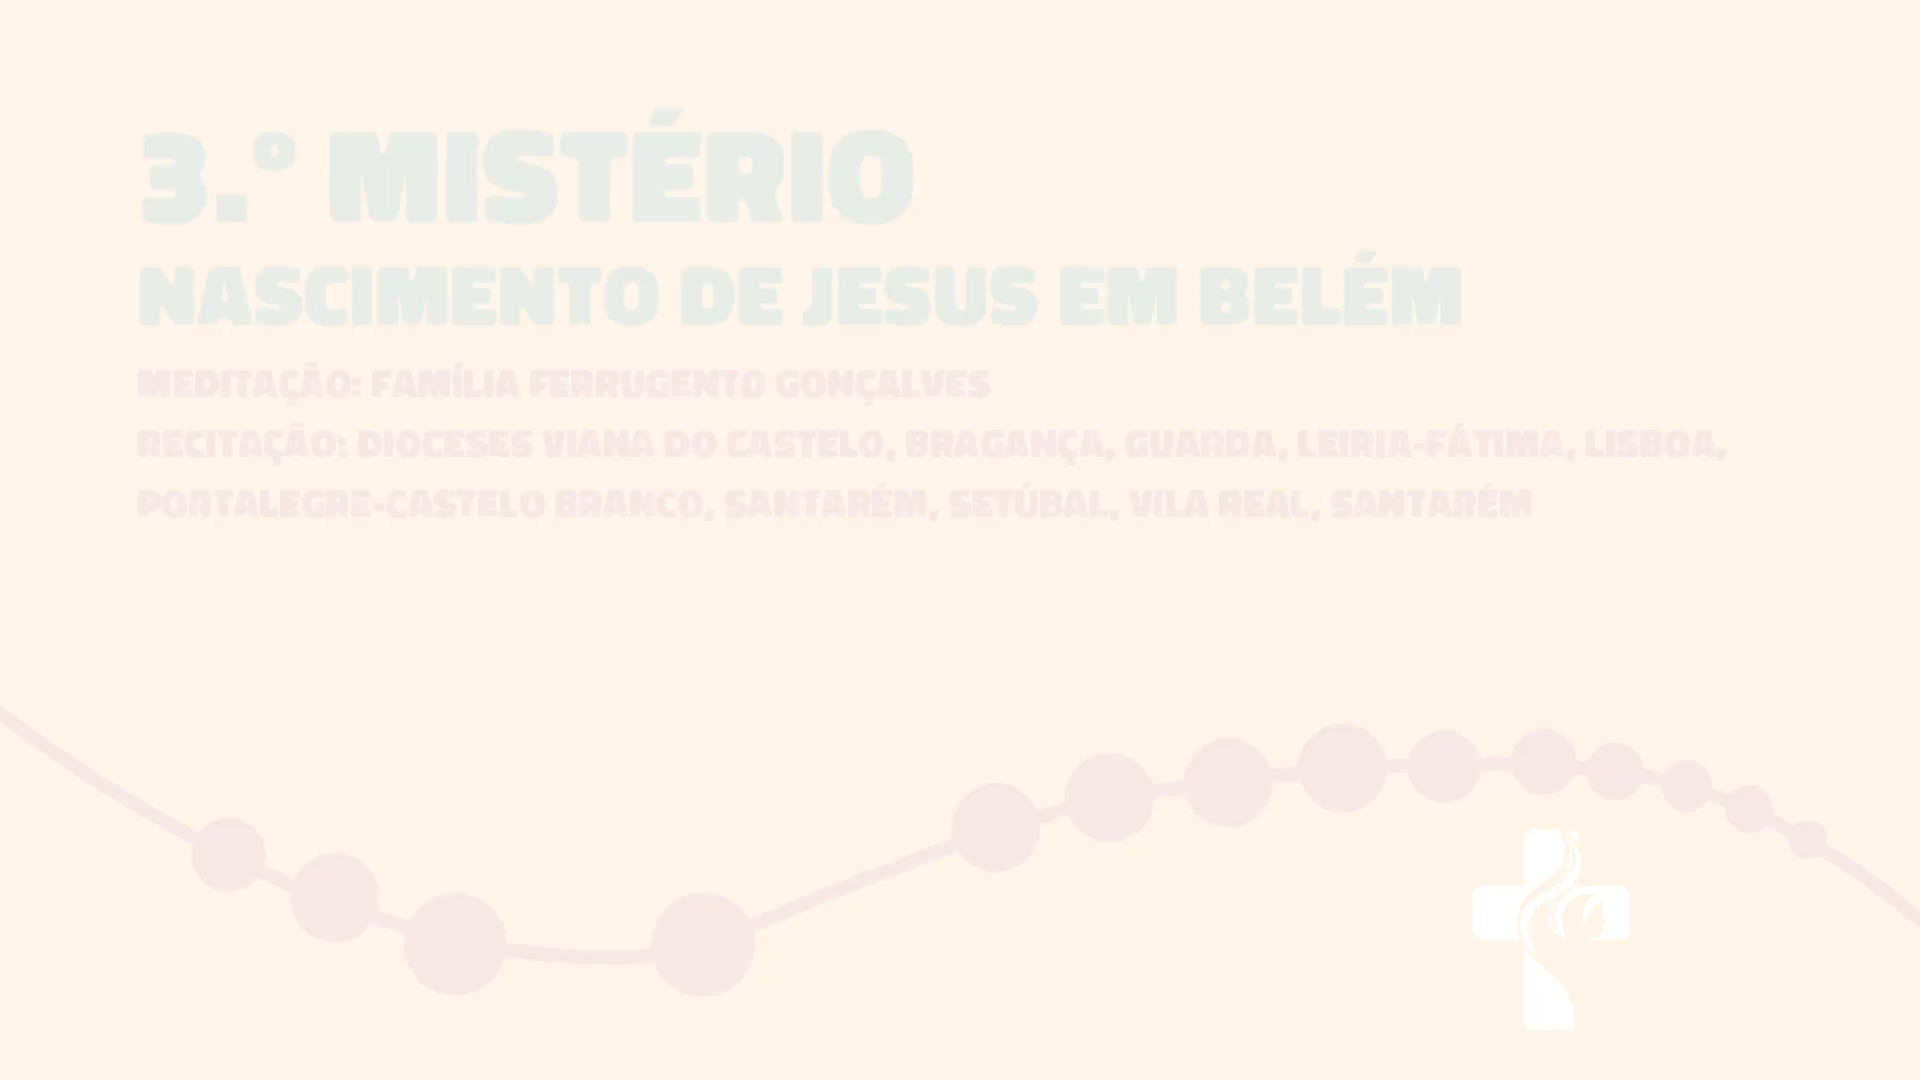 3.º MISTÉRIO
NASCIMENTO DE JESUS EM BELÉM
MEDITAÇÃO: FAMÍLIA FERRUGENTO GONÇALVES
RECITAÇÃO: DIOCESES VIANA DO CASTELO, BRAGANÇA, GUARDA, LEIRIA-FÁTIMA, LISBOA,
PORTALEGRE-CASTELO BRANCO, SANTARÉM, SETÚBAL, VILA REAL, SANTARÉM